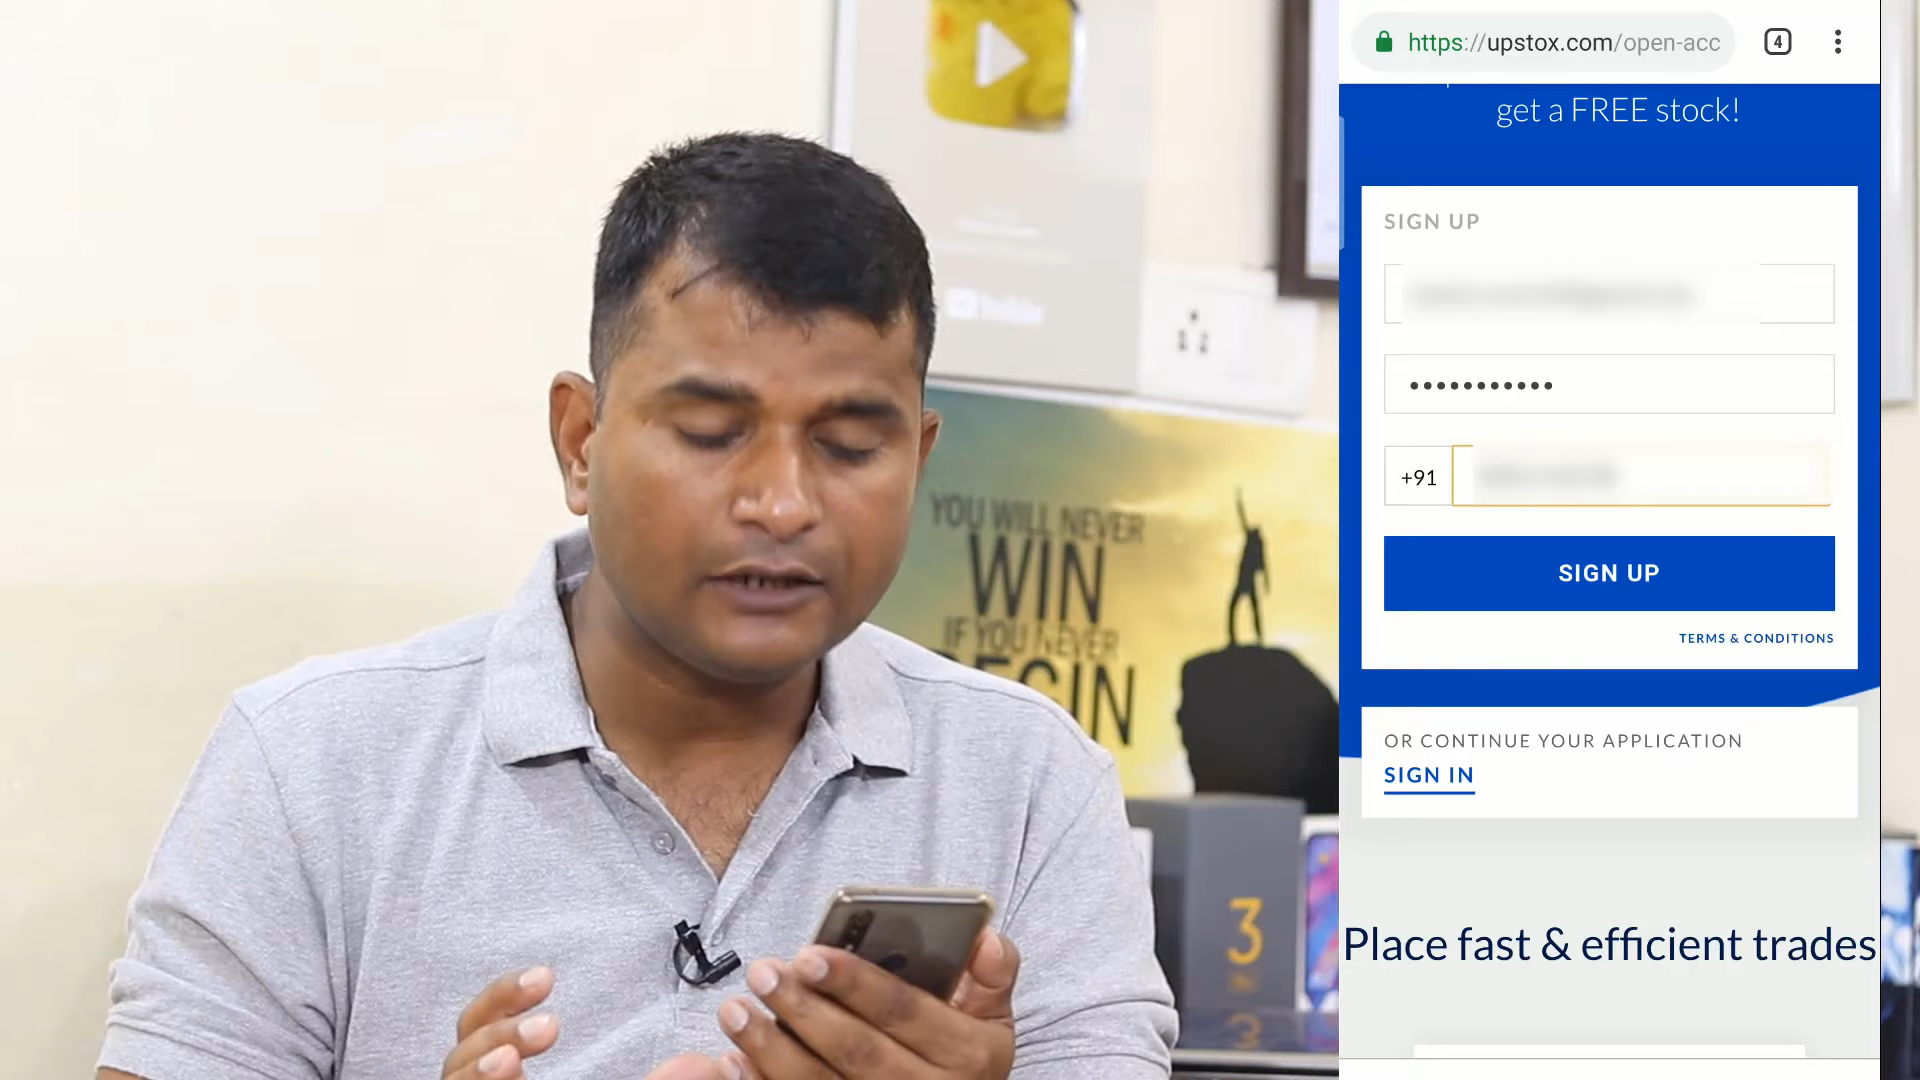 YOU WILL NEVER
WIN
IF YOU NEVER
BEGIN
3
https://upstox.com/open-acc
4
get a FREE stock!
SIGN UP
+91
SIGN UP
TERMS & CONDITIONS
OR CONTINUE YOUR APPLICATION
SIGN IN
Place fast & efficient trades